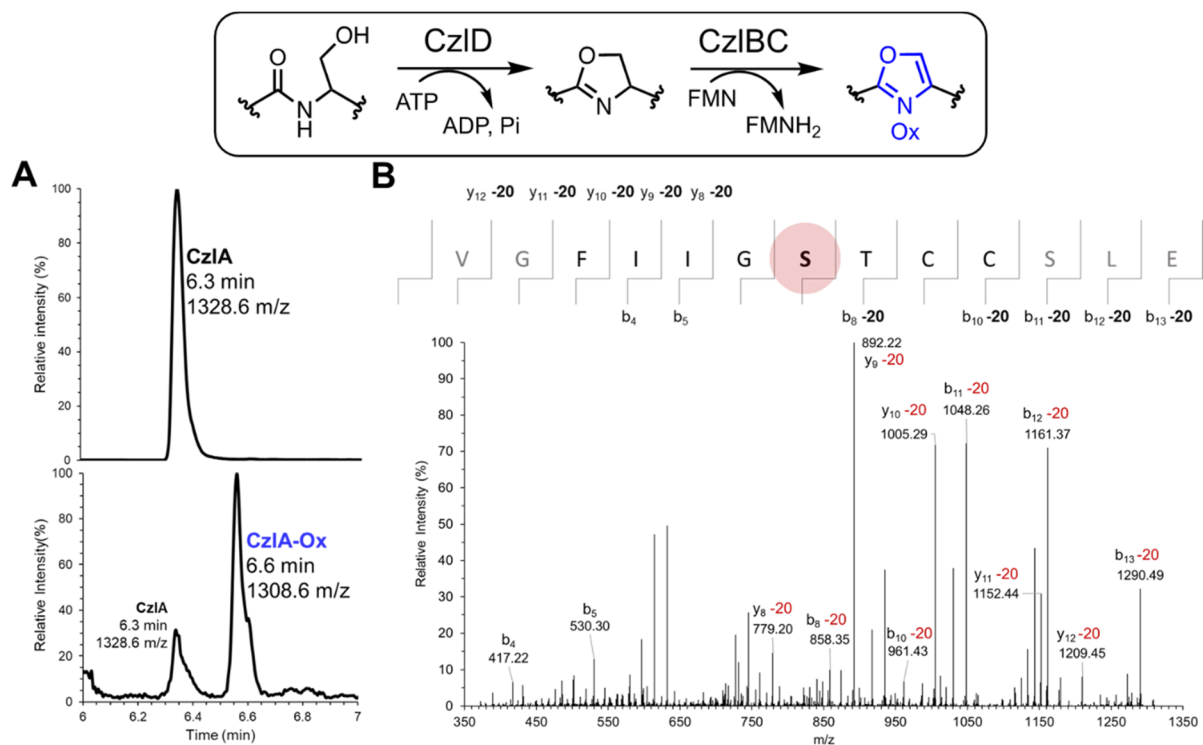 OH
O
N
H
CzlD
ATP
ADP, Pi
O
N
CzlBC
FMN
FMNH2
O
N
Ox
A
Relative intensity (%)
100
80
60
40
20
0
CzlA
6.3 min
1328.6 m/z
Relative Intensity(%)
100
80
60
40
20
0
CzlA
6.3 min
1328.6 m/z
CzlA-Ox
6.6 min
1308.6 m/z
6 6.2 6.4 6.6 6.8 7
Time (min)
B
y12 -20 y11 -20 y10 -20 y9 -20 y8 -20
V G F I I G S T C C S L E
b4 b5 b8 -20 b10 -20 b11 -20 b12 -20 b13 -20
Relative Intensity (%)
100
90
80
70
60
50
40
30
20
10
0
b4
417.22
b5
530.30
y8 -20
779.20
b8 -20
858.35
892.22
y9 -20
b10 -20
961.43
y10 -20
1005.29
b11 -20
1048.26
y11 -20
1152.44
b12 -20
1161.37
y12 -20
1209.45
b13 -20
1290.49
350 450 550 650 750 850 950 1050 1150 1250 1350
m/z